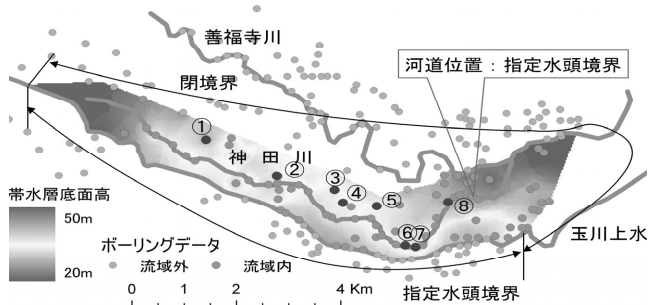 善福寺川
河道位置：指定水頭境界
閉境界
①
神田川
②
③
④
⑤
⑥⑦
⑧
帯水層底面高
50m
20m
ボーリングデータ
流域外 流域内
0 2 4 Km
玉川上水
指定水頭境界